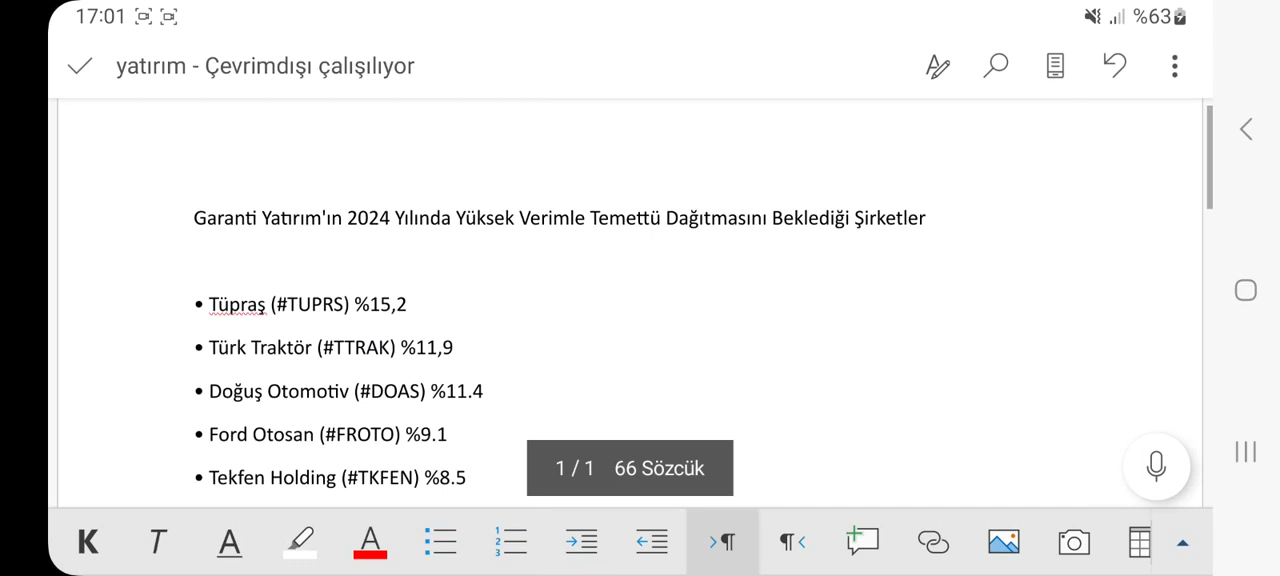 17:01 %63
yatırım - Çevrimdışı çalışılıyor
Garanti Yatırım'ın 2024 Yılında Yüksek Verimle Temettü Dağıtmasını Beklediği Şirketler
• Tüpraş (#TUPRS) %15,2
• Türk Traktör (#TTRAK) %11,9
• Doğuş Otomotiv (#DOAS) %11.4
• Ford Otosan (#FROTO) %9.1
• Tekfen Holding (#TKFEN) %8.5
1 / 1 66 Sözcük
K T A A